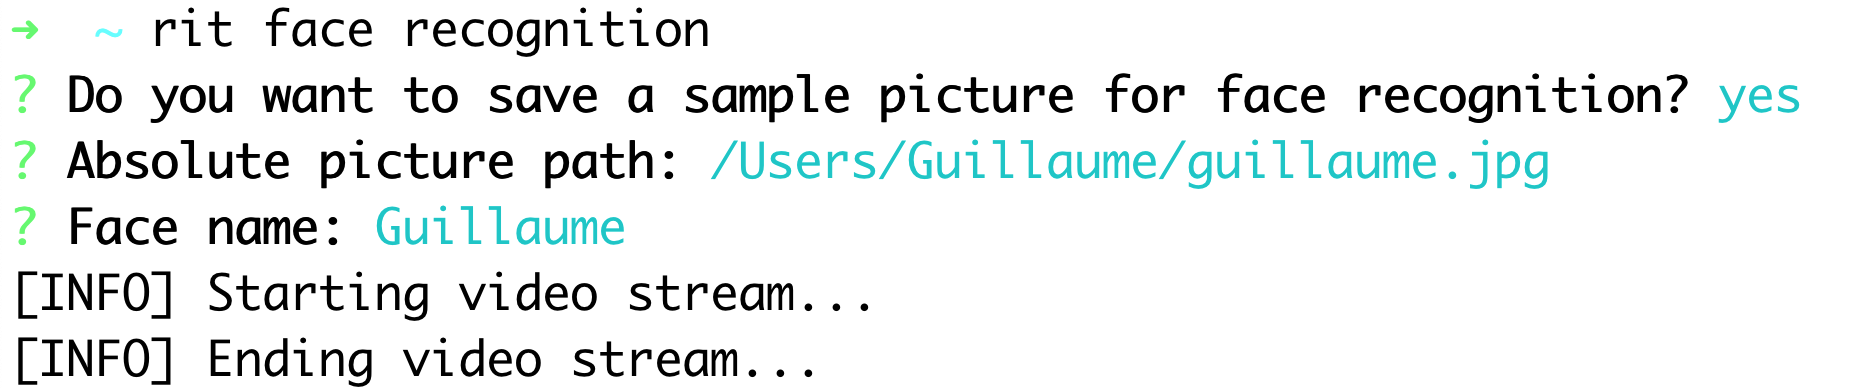 ➜  ~ rit face recognition
? Do you want to save a sample picture for face recognition? yes
? Absolute picture path: /Users/Guillaume/guillaume.jpg
? Face name: Guillaume
[INFO] Starting video stream...
[INFO] Ending video stream...